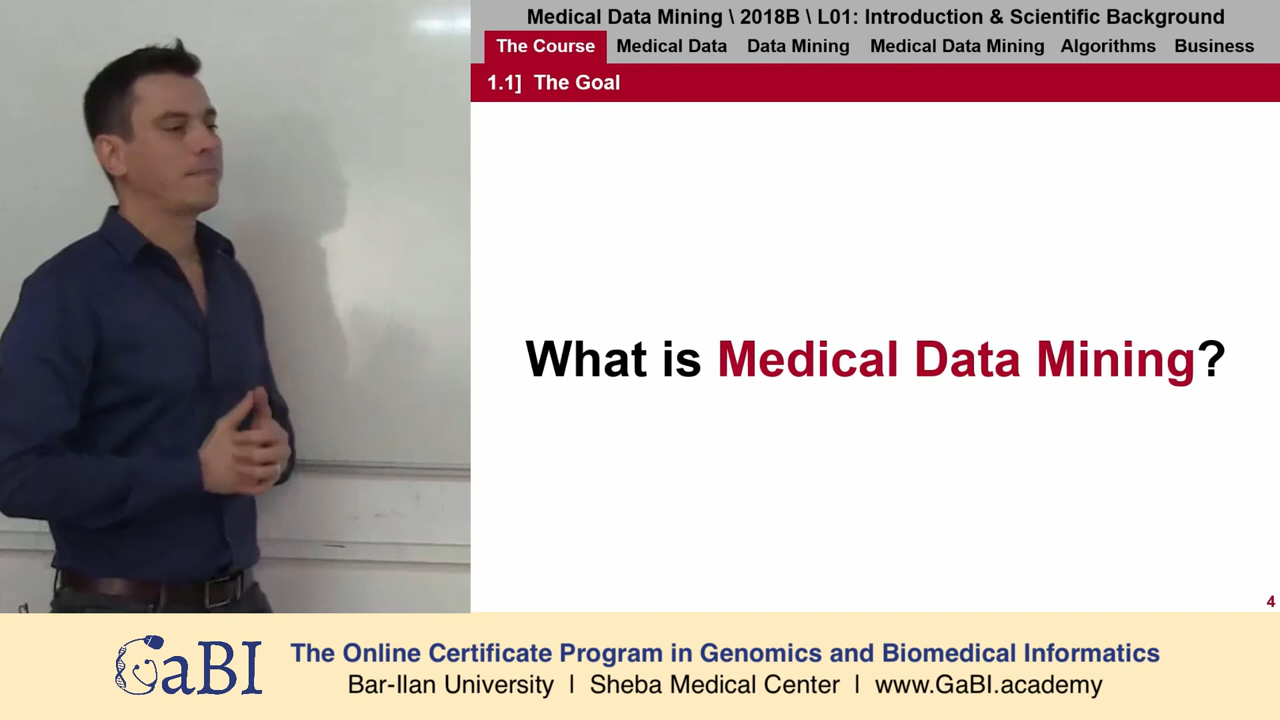 Medical Data Mining \ 2018B \ L01: Introduction & Scientific Background
The Course Medical Data Data Mining Medical Data Mining Algorithms Business
1.1] The Goal
What is Medical Data Mining?
4
GaBI
The Online Certificate Program in Genomics and Biomedical Informatics
Bar-Ilan University | Sheba Medical Center | www.GaBI.academy